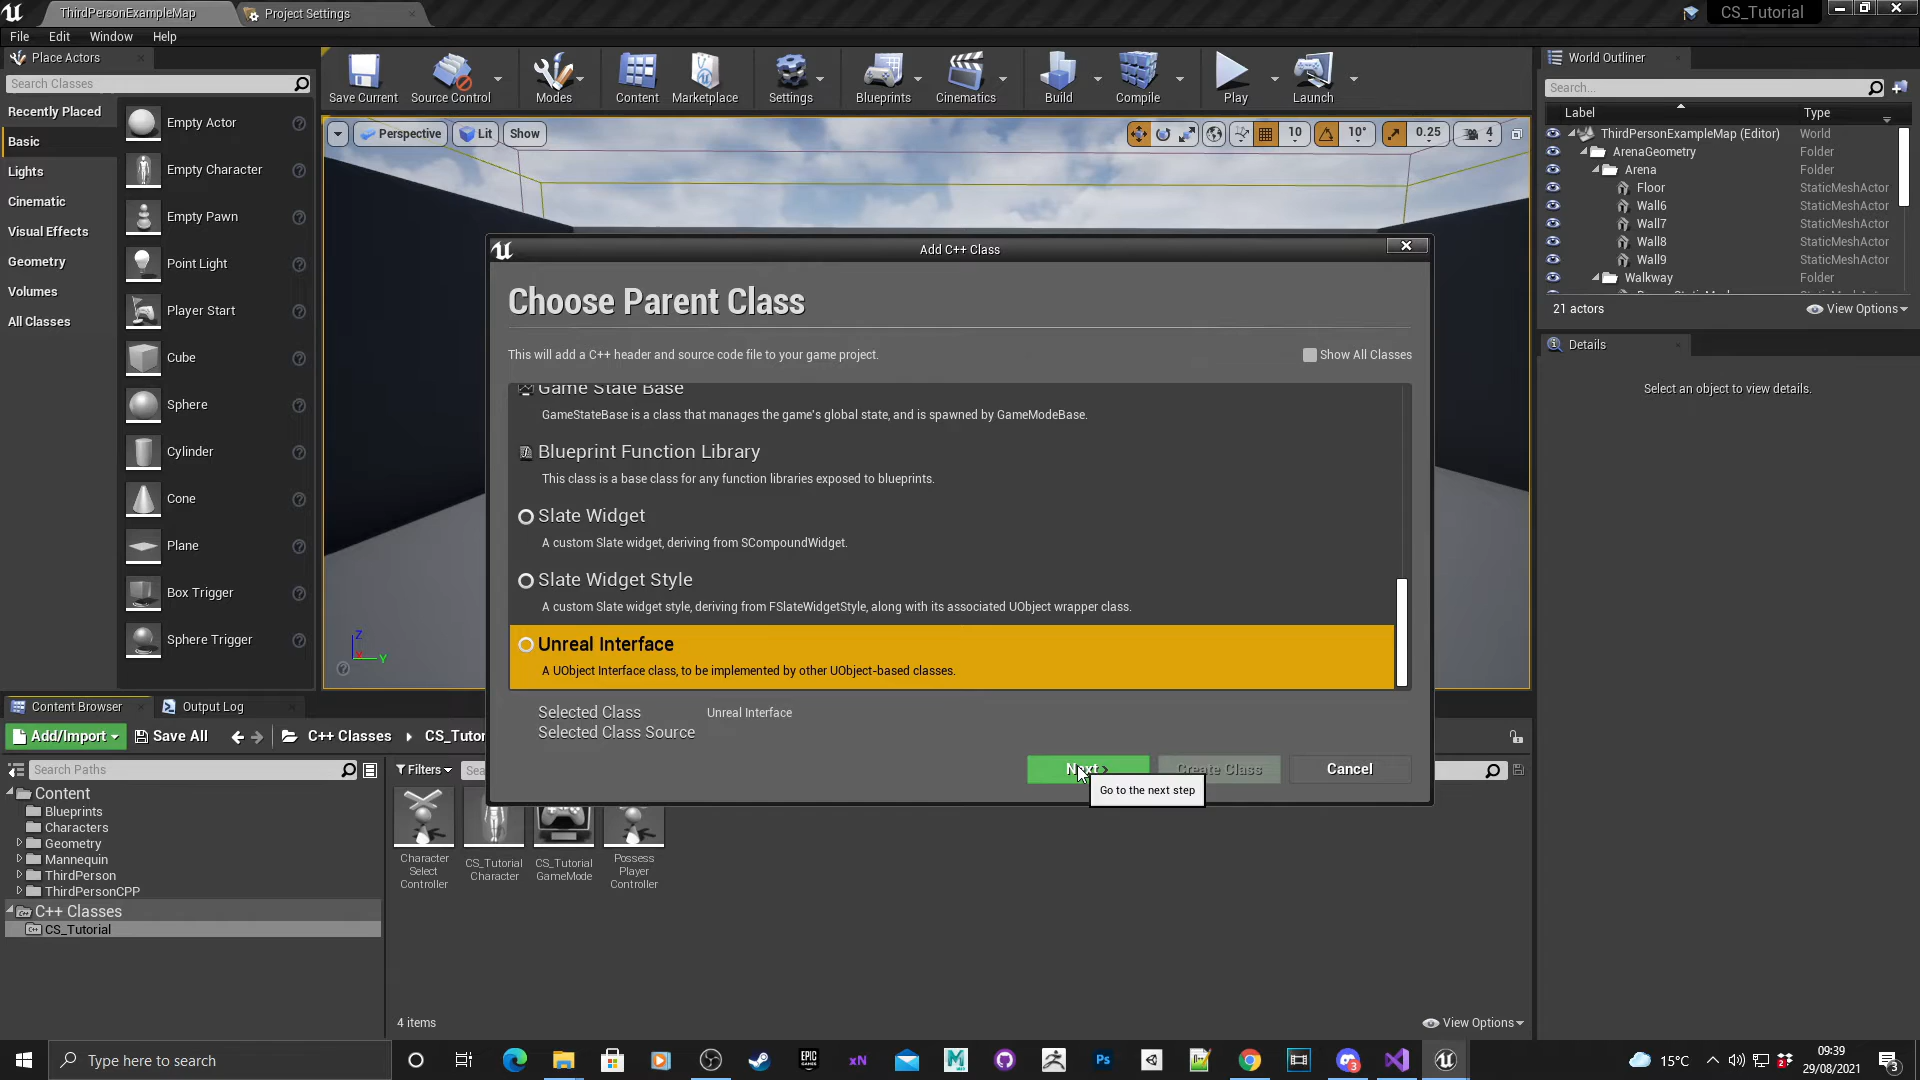 ThirdPersonExampleMap
Project Settings
CS_Tutorial
File Edit Window Help
Place Actors
Search Classes
Recently Placed
Basic
Lights
Cinematic
Visual Effects
Geometry
Volumes
All Classes
Empty Actor
Empty Character
Empty Pawn
Point Light
Player Start
Cube
Sphere
Cylinder
Cone
Plane
Box Trigger
Sphere Trigger
Save Current
Source Control
Modes
Content
Marketplace
Settings
Blueprints
Cinematics
Build
Compile
Play
Launch
Perspective Lit Show
10 10° 0.25 4
World Outliner
Search...
Label Type
ThirdPersonExampleMap (Editor) World
ArenaGeometry Folder
Arena Folder
Floor StaticMeshActor
Wall6 StaticMeshActor
Wall7 StaticMeshActor
Wall8 StaticMeshActor
Wall9 StaticMeshActor
Walkway Folder
21 actors View Options
Details
Select an object to view details.
Add C++ Class
Choose Parent Class
This will add a C++ header and source code file to your game project.
Show All Classes
Game State Base
GameStateBase is a class that manages the game's global state, and is spawned by GameModeBase.
Blueprint Function Library
This class is a base class for any function libraries exposed to blueprints.
Slate Widget
A custom Slate widget, deriving from SCompoundWidget.
Slate Widget Style
A custom Slate widget style, deriving from FSlateWidgetStyle, along with its associated UObject wrapper class.
Unreal Interface
A UObject Interface class, to be implemented by other UObject-based classes.
Selected Class Unreal Interface
Selected Class Source
Next > Create Class Cancel
Go to the next step
Z
Y
Content Browser
Output Log
Add/Import Save All C++ Classes CS_Tutor
Search Paths
Filters Sea
Content
Blueprints
Characters
Geometry
Mannequin
ThirdPerson
ThirdPersonCPP
C++ Classes
CS_Tutorial
Character
Select
Controller
CS_Tutorial
Character
CS_Tutorial
GameMode
Possess
Player
Controller
4 items
View Options
Type here to search
EPIC GAMES
xN
M
Ps
3
15°C
09:39
29/08/2021
3